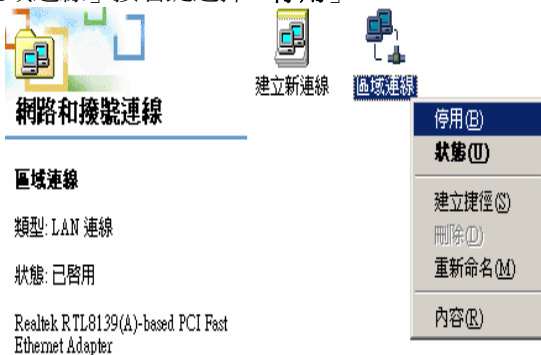 建立新連線
區域連線
網路和撥號連線
區域連線
類型: LAN 連線
狀態: 已啓用
Realtek RTL8139(A)-based PCI Fast
Ethernet Adapter
停用(B)
狀態(U)
建立捷徑(S)
刪除(D)
重新命名(M)
內容(R)